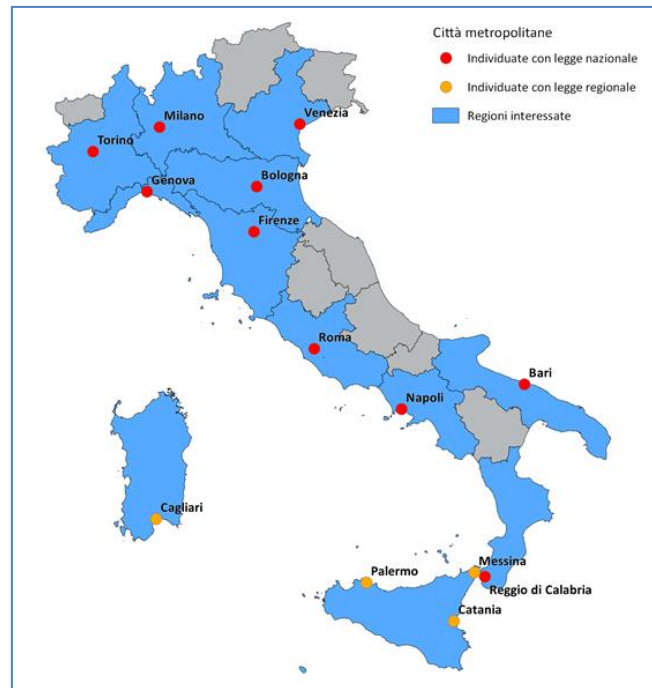 Città metropolitane
Individuate con legge nazionale
Individuate con legge regionale
Regioni interessate
Milano
Venezia
Torino
Genova
Bologna
Firenze
Roma
Bari
Napoli
Cagliari
Messina
Palermo
Reggio di Calabria
Catania